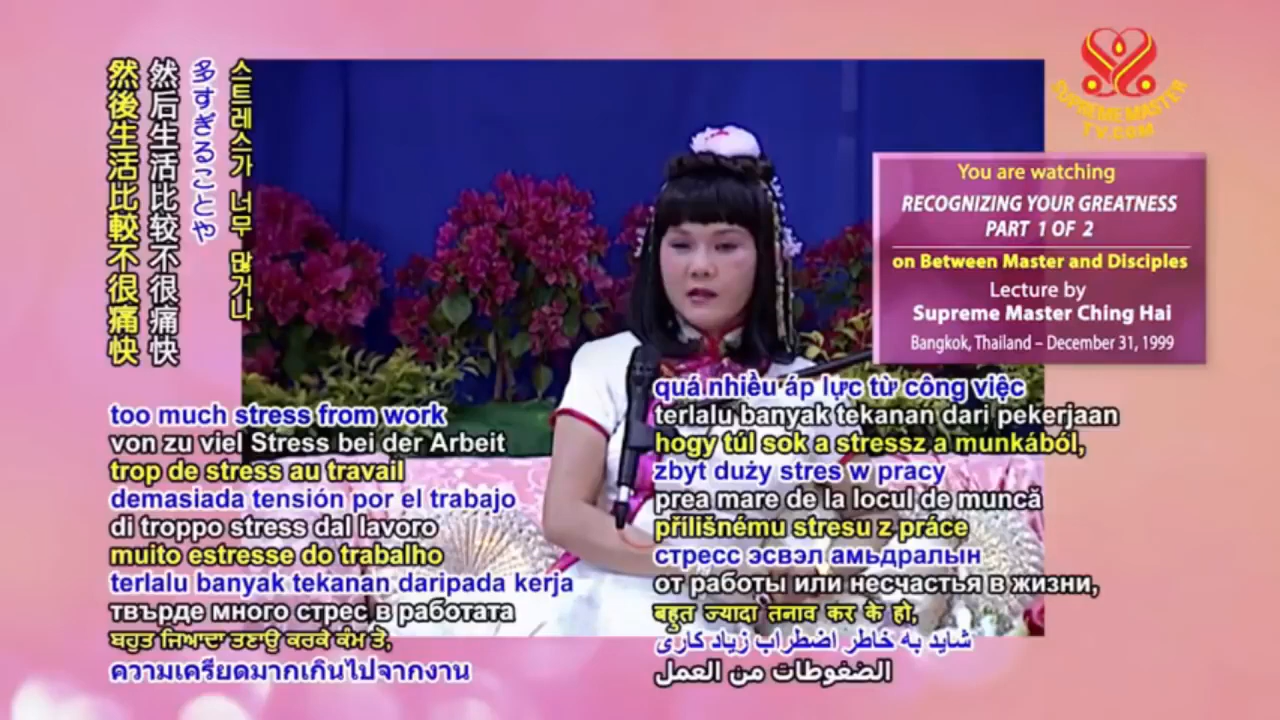 SUPREME MASTER
TV.COM
You are watching
RECOGNIZING YOUR GREATNESS
PART 1 OF 2
on Between Master and Disciples
Lecture by
Supreme Master Ching Hai
Bangkok, Thailand – December 31, 1999
然後生活比較不很痛快
然后生活比较不很痛快
多すぎることや
스트레스가 너무 많거나
too much stress from work
von zu viel Stress bei der Arbeit
trop de stress au travail
demasiada tensión por el trabajo
di troppo stress dal lavoro
muito estresse do trabalho
terlalu banyak tekanan daripada kerja
твърде много стрес в работата
ਬਹੁਤ ਜਿਆਦਾ ਤਣਾਉ ਕਰਕੇ ਕੰਮ ਤੋ,
ความเครียดมากเกินไปจากงาน
quá nhiều áp lực từ công việc
terlalu banyak tekanan dari pekerjaan
hogy túl sok a stressz a munkából,
zbyt duży stres w pracy
prea mare de la locul de muncă
přílišnému stresu z práce
стресс эсвэл амьдралын
от работы или несчастья в жизни,
बहुत ज्यादा तनाव कर के हो,
شاید به خاطر اضطراب زیاد کاری
الضغوطات من العمل